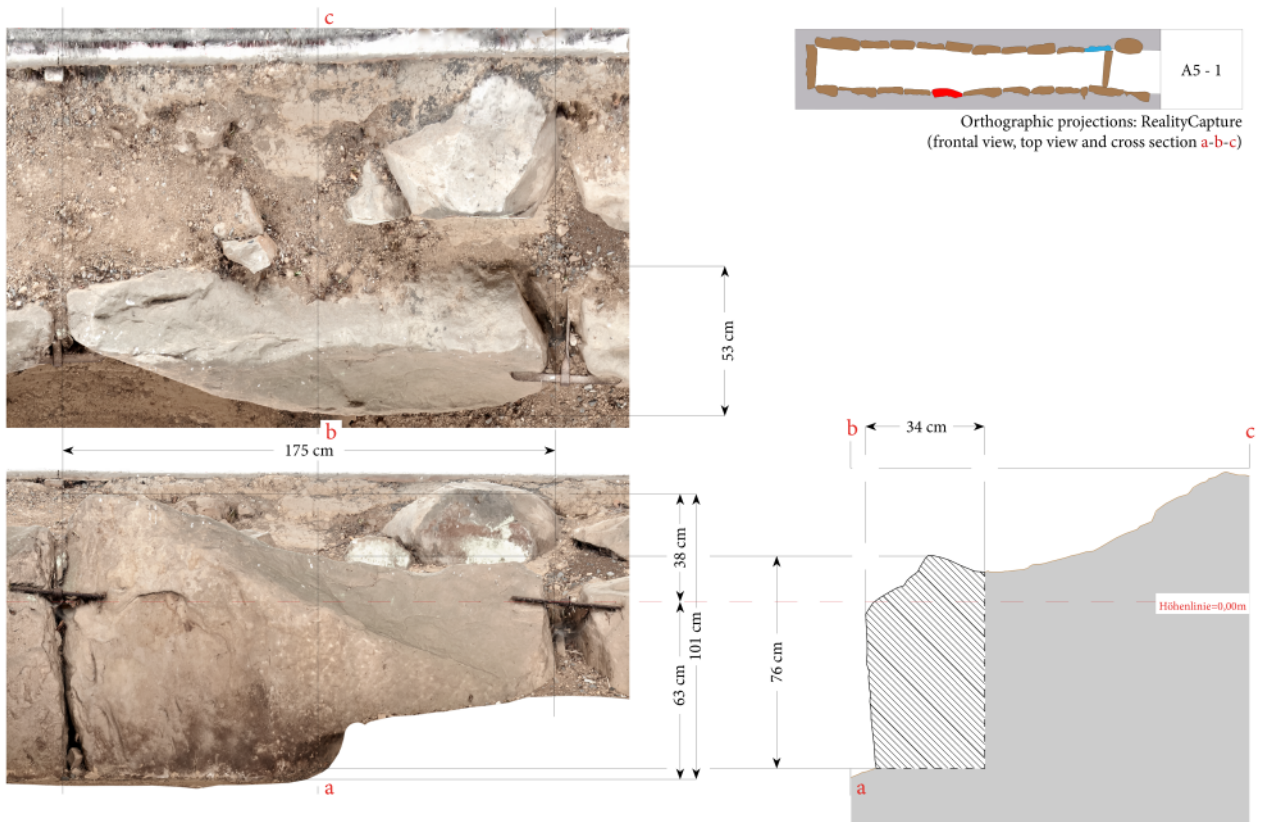 c
A5 - 1
Orthographic projections: RealityCapture
(frontal view, top view and cross section a-b-c)
53 cm
b
175 cm
38 cm
63 cm
101 cm
a
b
34 cm
c
76 cm
Höhenlinie=0,00m
a